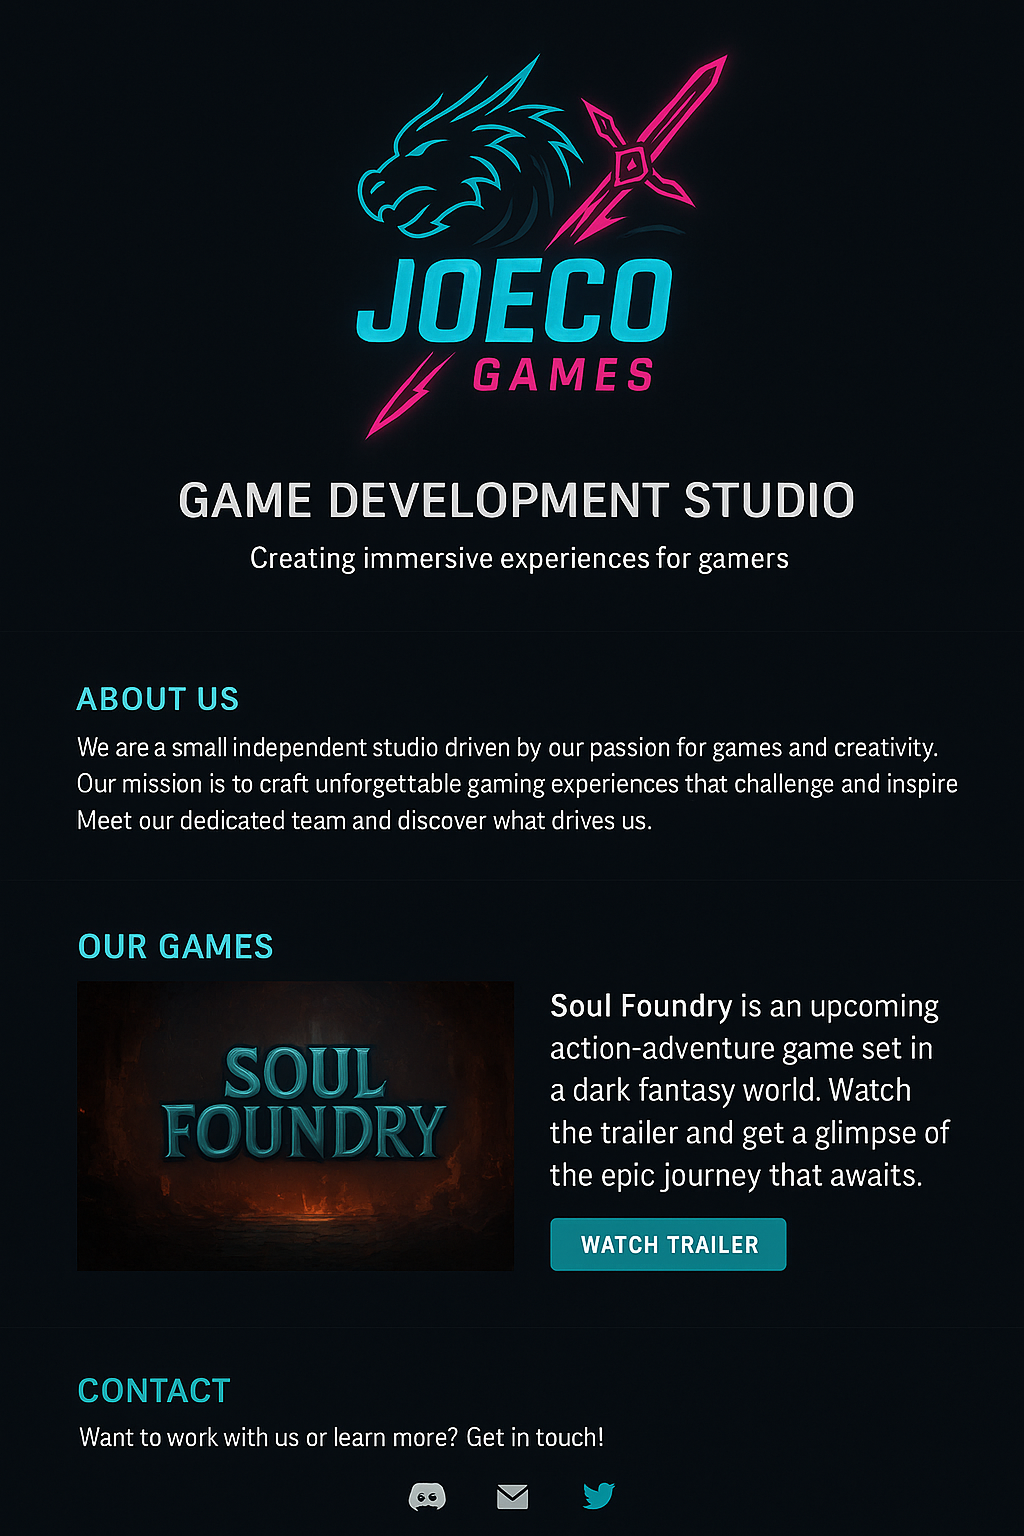 JOECO
GAMES
GAME DEVELOPMENT STUDIO
Creating immersive experiences for gamers
ABOUT US
We are a small independent studio driven by our passion for games and creativity.
Our mission is to craft unforgettable gaming experiences that challenge and inspire
Meet our dedicated team and discover what drives us.
OUR GAMES
SOUL
FOUNDRY
Soul Foundry is an upcoming
action-adventure game set in
a dark fantasy world. Watch
the trailer and get a glimpse of
the epic journey that awaits.
WATCH TRAILER
CONTACT
Want to work with us or learn more? Get in touch!